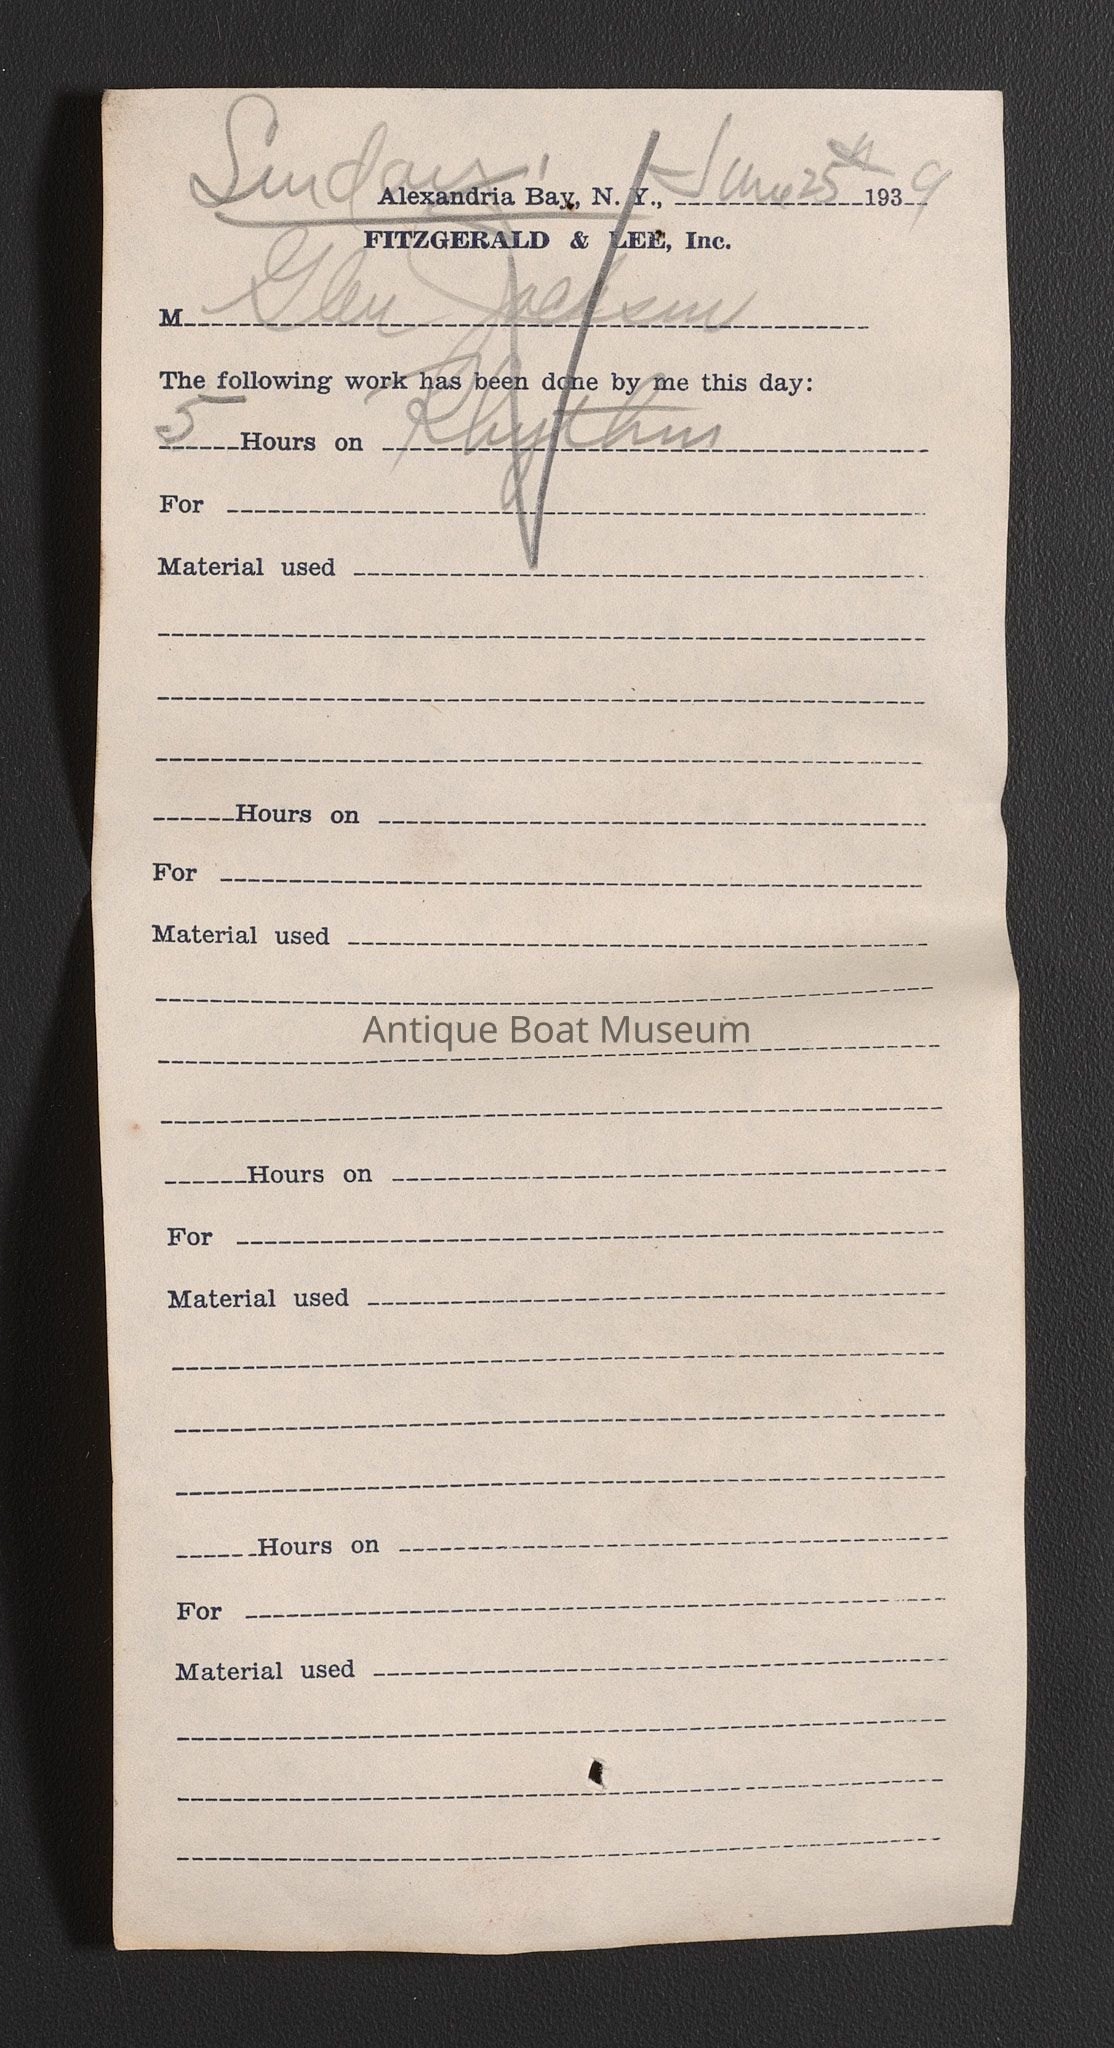 Sunday
Alexandria Bay, N. Y., June 25th 1939
FITZGERALD & LEE, Inc.
M Glen Jackson
The following work has been done by me this day:
5 Hours on Rhythm
For
Material used
Hours on
For
Material used
Antique Boat Museum
Hours on
For
Material used
Hours on
For
Material used